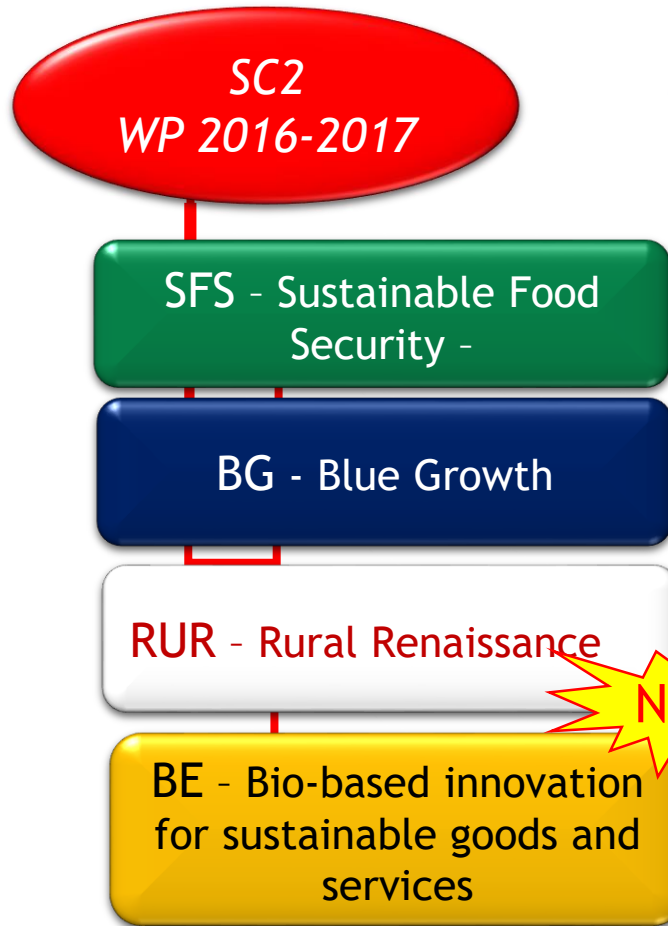 SC2
WP 2016-2017
SFS – Sustainable Food
Security –
BG - Blue Growth
RUR – Rural Renaissance
N
BE – Bio-based innovation
for sustainable goods and
services